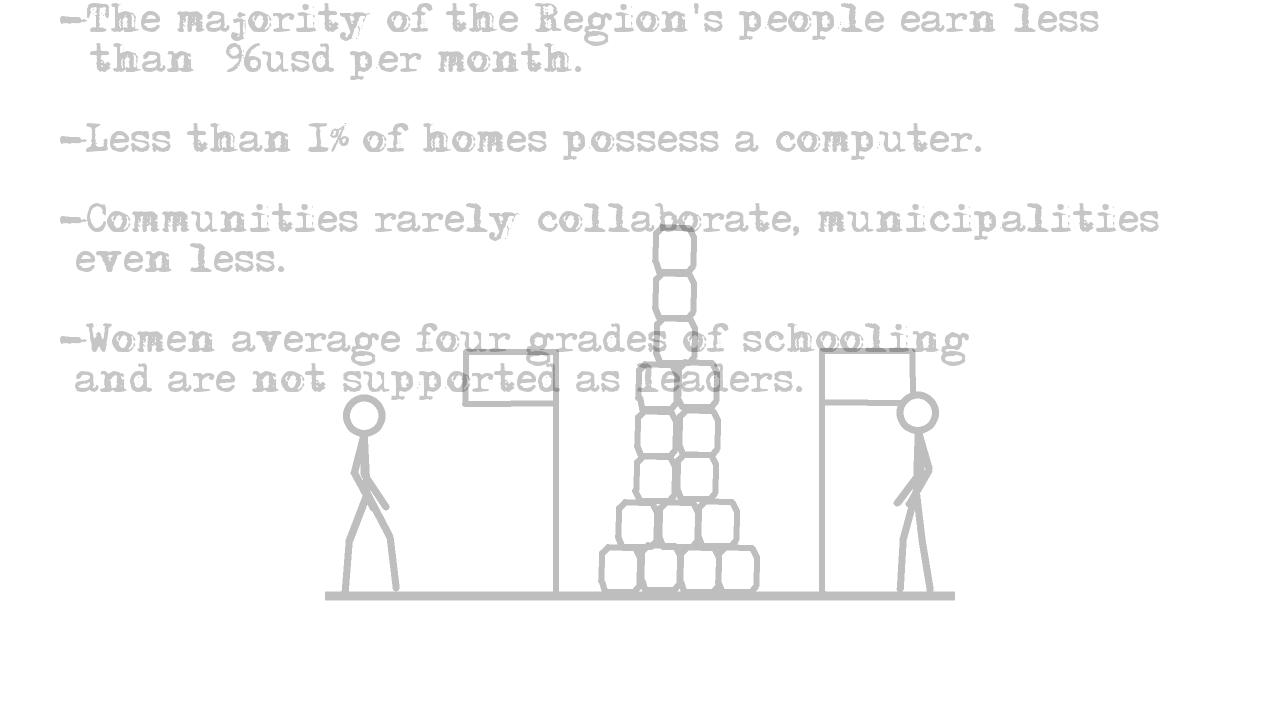 -The majority of the Region's people earn less
than 96usd per month.
-Less than 1% of homes possess a computer.
-Communities rarely collaborate, municipalities
even less.
-Women average four grades of schooling
and are not supported as leaders.